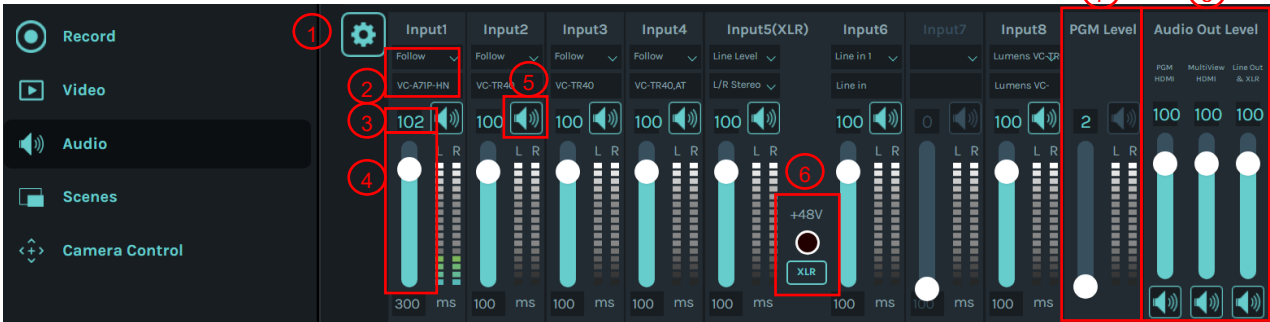 Record
Video
Audio
Scenes
Camera Control
1
2
3
4
5
6
Input1 Input2 Input3 Input4 Input5(XLR) Input6 Input7 Input8 PGM Level Audio Out Level
Follow Follow Follow Follow Line Level Line in 1 Lumens VC-TR
VC-A71P-HN VC-TR40 VC-TR40 VC-TR40,AT L/R Stereo Line in Lumens VC-
PGM HDMI
MultiView HDMI
Line Out & XLR
102 100 100 100 100 100 0 100 2 100 100 100
L R L R L R L R L R L R L R L R
+48V
XLR
300 ms 100 ms 100 ms 100 ms 100 ms 100 ms 100 ms 100 ms